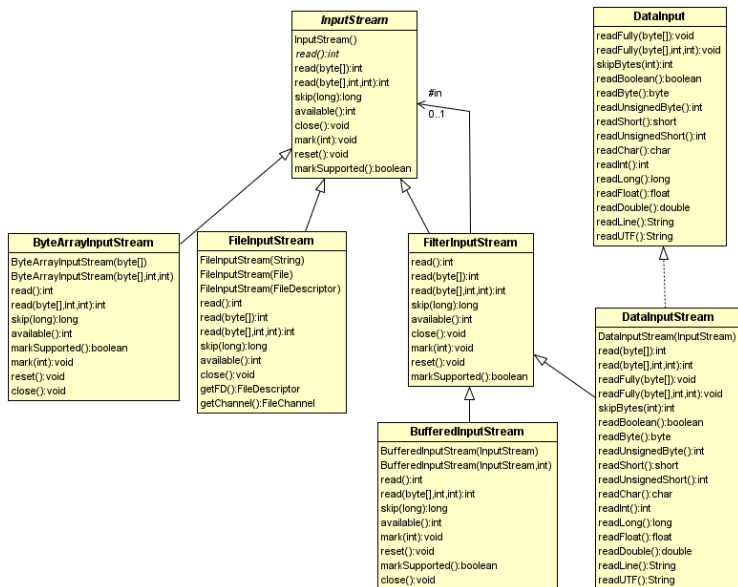 InputStream
InputStream()
read():int
read(byte[]):int
read(byte[],int,int):int
skip(long):long
available():int
close():void
mark(int):void
reset():void
markSupported():boolean
#in
0..1
DataInput
readFully(byte[]):void
readFully(byte[],int,int):void
skipBytes(int):int
readBoolean():boolean
readByte():byte
readUnsignedByte():int
readShort():short
readUnsignedShort():int
readChar():char
readInt():int
readLong():long
readFloat():float
readDouble():double
readLine():String
readUTF():String
ByteArrayInputStream
ByteArrayInputStream(byte[])
ByteArrayInputStream(byte[],int,int)
read():int
read(byte[],int,int):int
skip(long):long
available():int
markSupported():boolean
mark(int):void
reset():void
close():void
FileInputStream
FileInputStream(String)
FileInputStream(File)
FileInputStream(FileDescriptor)
read():int
read(byte[]):int
read(byte[],int,int):int
skip(long):long
available():int
close():void
getFD():FileDescriptor
getChannel():FileChannel
FilterInputStream
read():int
read(byte[]):int
read(byte[],int,int):int
skip(long):long
available():int
close():void
mark(int):void
reset():void
markSupported():boolean
DataInputStream
DataInputStream(InputStream)
read(byte[]):int
read(byte[],int,int):int
readFully(byte[]):void
readFully(byte[],int,int):void
skipBytes(int):int
readBoolean():boolean
readByte():byte
readUnsignedByte():int
readShort():short
readUnsignedShort():int
readChar():char
readInt():int
readLong():long
readFloat():float
readDouble():double
readLine():String
readUTF():String
BufferedInputStream
BufferedInputStream(InputStream)
BufferedInputStream(InputStream,int)
read():int
read(byte[],int,int):int
skip(long):long
available():int
mark(int):void
reset():void
markSupported():boolean
close():void